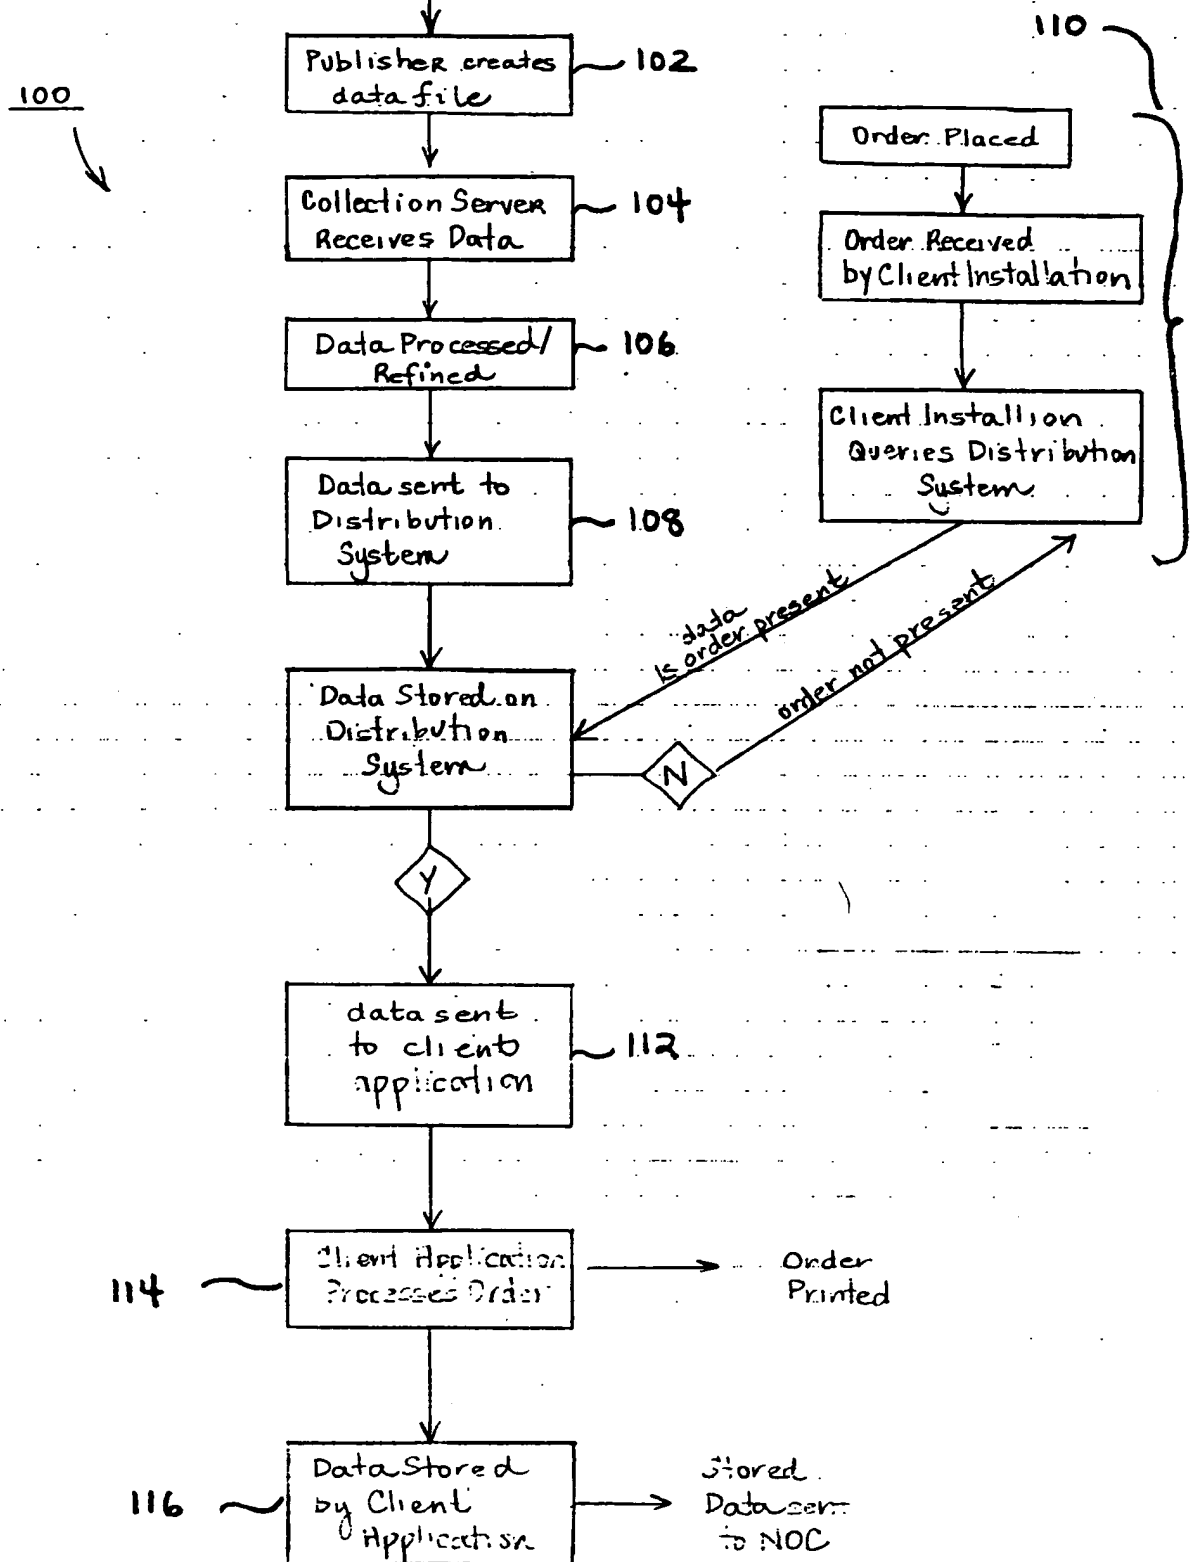 100
Publisher creates
data file
102
Collection Server
Receives Data
104
Data Processed/
Refined
106
Data sent to
Distribution
System
108
Data Stored on
Distribution
System
110
Order Placed
Order Received
by Client Installation
Client Installion
Queries Distribution
System
data
is order present
order not present
N
Y
data sent
to client
application
112
114
Client Application
Processes Order
Order
Printed
116
Data Stored
by Client
Application
Stored
Data sent
to NOC